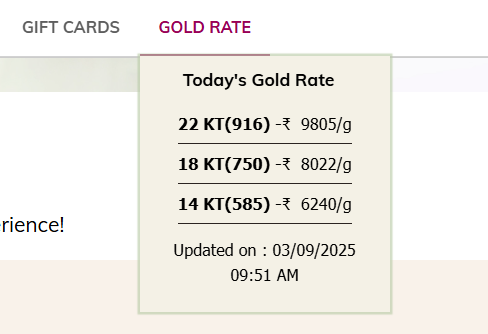 GIFT CARDS GOLD RATE
Today's Gold Rate
22 KT(916) -₹ 9805/g
18 KT(750) -₹ 8022/g
14 KT(585) -₹ 6240/g
rience!
Updated on : 03/09/2025
09:51 AM